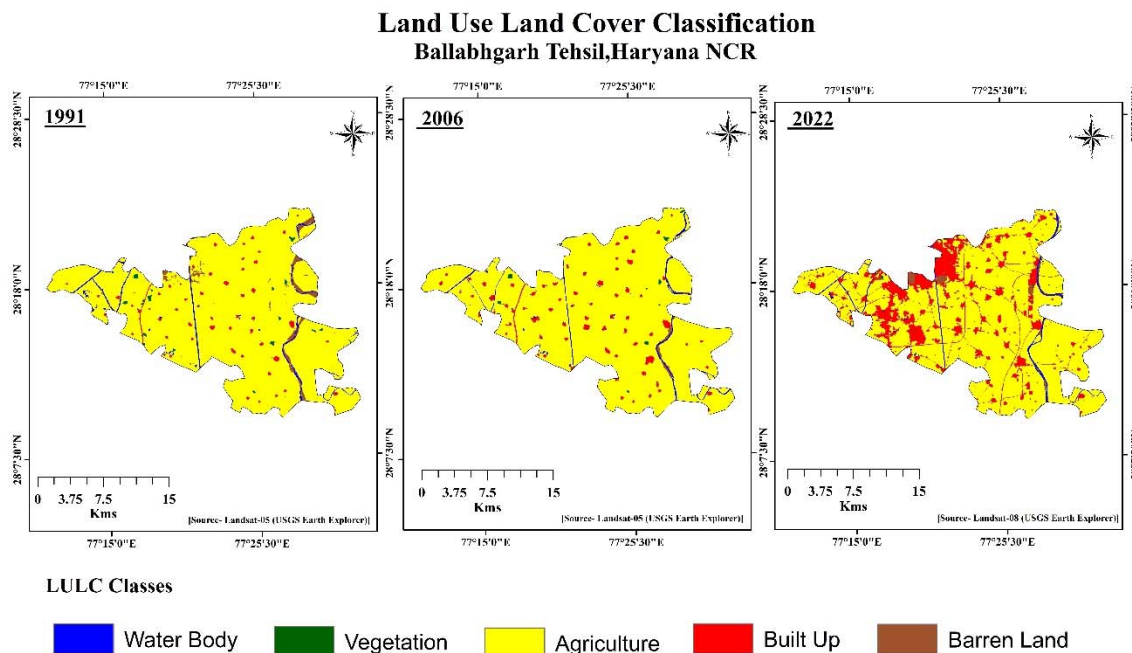 Land Use Land Cover Classification
Ballabhgarh Tehsil,Haryana NCR
77°15'0"E 77°25'30"E 77°15'0"E 77°25'30"E 77°15'0"E 77°25'30"E
1991
28°28'30"N
28°18'0"N
28°7'30"N
0 3.75 7.5 15
Kms
[Source- Landsat-05 (USGS Earth Explorer)]
2006
28°28'30"N
28°18'0"N
28°7'30"N
0 3.75 7.5 15
Kms
[Source- Landsat-05 (USGS Earth Explorer)]
2022
28°28'30"N
28°18'0"N
28°7'30"N
0 3.75 7.5 15
Kms
[Source- Landsat-08 (USGS Earth Explorer)]
77°15'0"E 77°25'30"E 77°15'0"E 77°25'30"E 77°15'0"E 77°25'30"E
LULC Classes
Water Body Vegetation Agriculture Built Up Barren Land